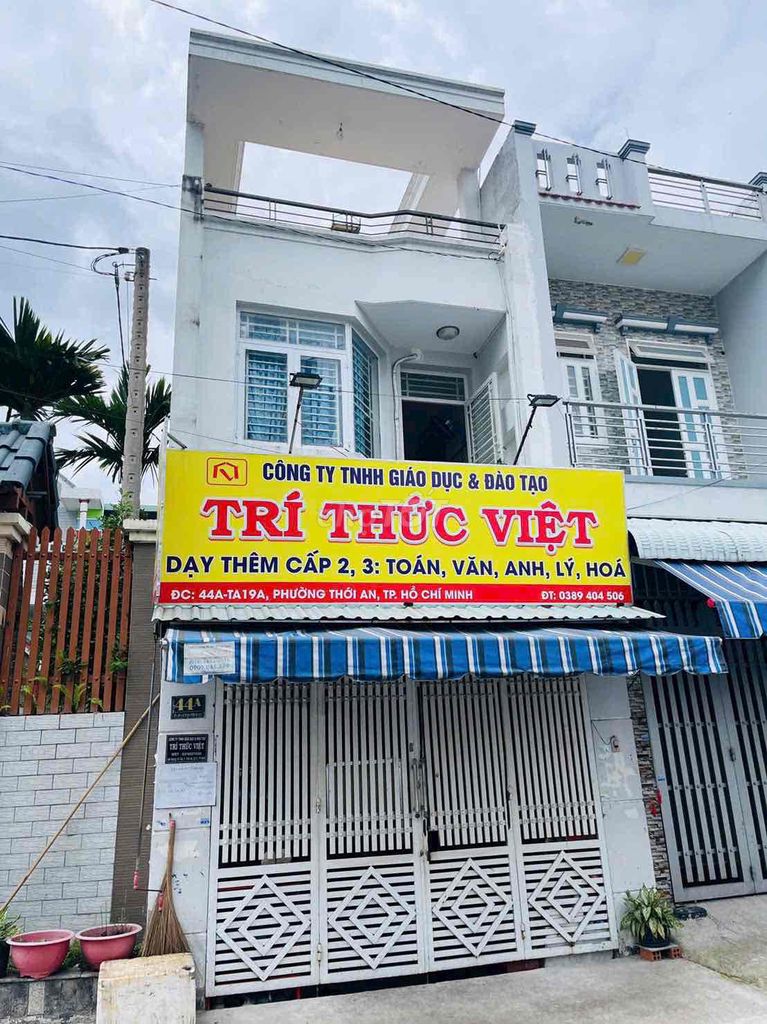 CÔNG TY TNHH GIÁO DỤC & ĐÀO TẠO
TRÍ THỨC VIỆT
DẠY THÊM CẤP 2, 3: TOÁN, VĂN, ANH, LÝ, HOÁ
ĐC: 44A-TA19A, PHƯỜNG THỚI AN, TP. HỒ CHÍ MINH ĐT: 0389 404 506
44A
TRÍ THỨC VIỆT